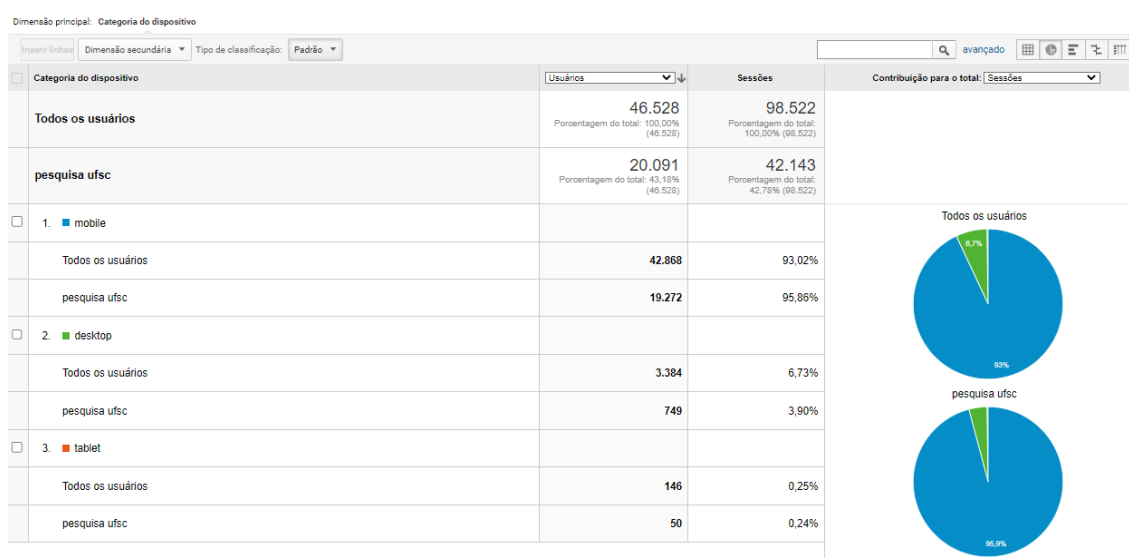 Dimensão principal: Categoria do dispositivo
Inserir linhas Dimensão secundária Tipo de classificação: Padrão avançado
Categoria do dispositivo Usuários Sessões Contribuição para o total: Sessões
Todos os usuários 46.528 98.522
Porcentagem do total: 100,00% Porcentagem do total:
(46.528) 100,00% (98.522)
pesquisa ufsc 20.091 42.143
Porcentagem do total: 43,18% Porcentagem do total:
(46.528) 42,78% (98.522)
1. mobile
Todos os usuários 42.868 93,02%
pesquisa ufsc 19.272 95,86%
2. desktop
Todos os usuários 3.384 6,73%
pesquisa ufsc 749 3,90%
3. tablet
Todos os usuários 146 0,25%
pesquisa ufsc 50 0,24%
Todos os usuários
6,7%
93%
pesquisa ufsc
95,9%